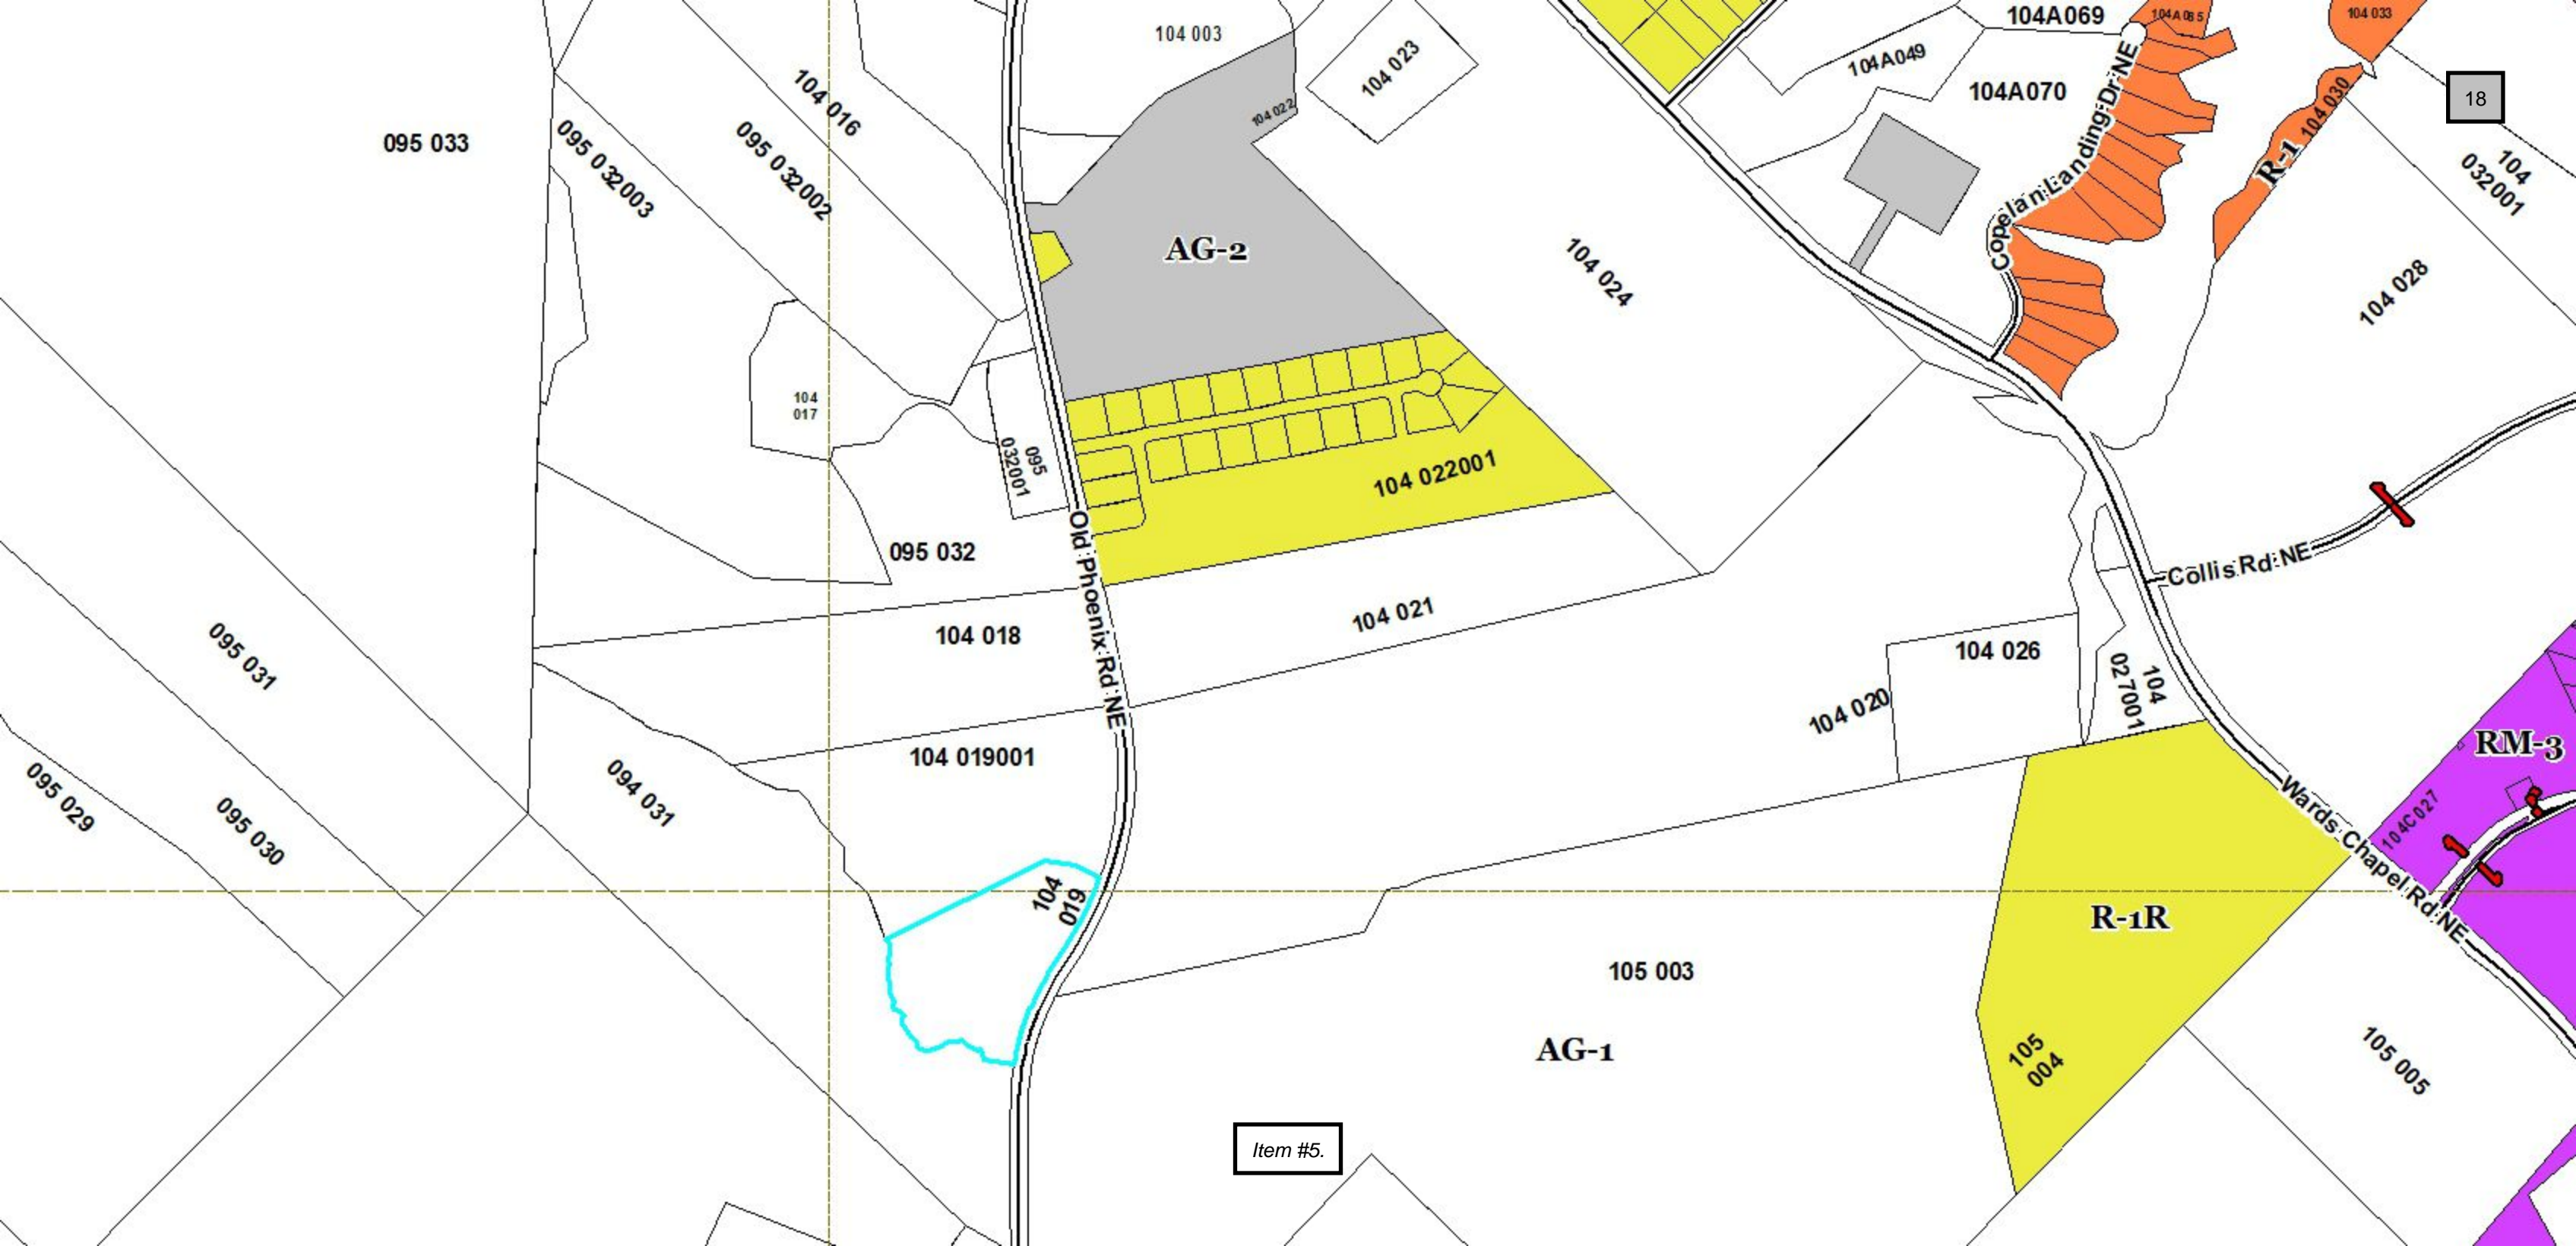 104A069
104A085
104 033
104 003
104A049
104 023
104A070
18
104 016
104 022
104 030
R-1
Copelan Landing Dr NE
104
032001
095 033
095 032003
095 032002
AG-2
104 024
104 028
104
017
095
032001
104 022001
095 032
Collis Rd NE
Old Phoenix Rd NE
104 021
104 018
095 031
104 026
104
027001
104 020
104 019001
RM-3
094 031
095 029
095 030
104C 027
Wards Chapel Rd NE
104
019
R-1R
105 003
AG-1
105
004
105 005
Item #5.